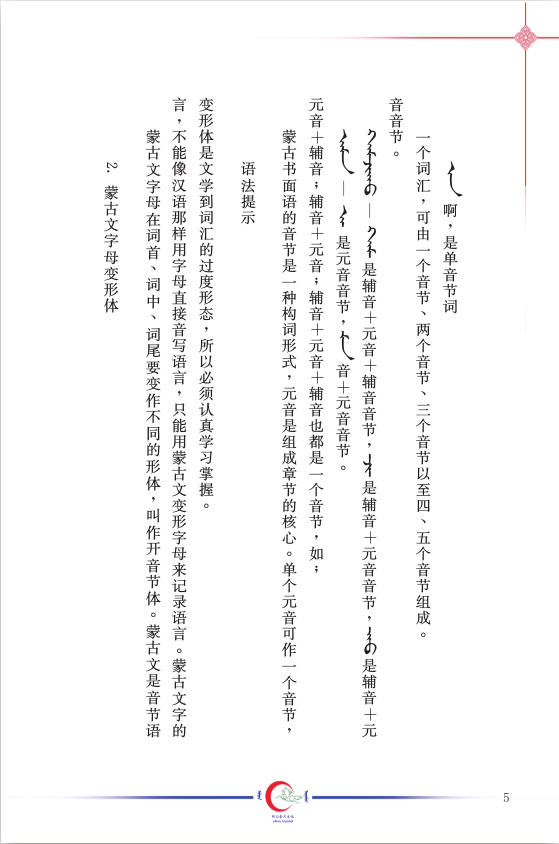 2. 蒙古文字母变形体
蒙古文字母在词首、词中、词尾要变作不同的形体，叫作开音节体。蒙古文是音节语
言，不能像汉语那样用字母直接音写语言，只能用蒙古文变形字母来记录语言。蒙古文字的
变形体是文学到词汇的过度形态，所以必须认真学习掌握。
语法提示
蒙古书面语的音节是一种构词形式，元音是组成章节的核心。单个元音可作一个音节，
元音＋辅音；辅音＋元音；辅音＋元音＋辅音也都是一个音节，如；
— 是元音音节， 音＋元音音节。
— 是辅音＋元音＋辅音音节， 是辅音＋元音音节， 是辅音＋元
音音节。
一个词汇，可由一个音节、两个音节、三个音节以至四、五个音节组成。
啊，是单音节词
5